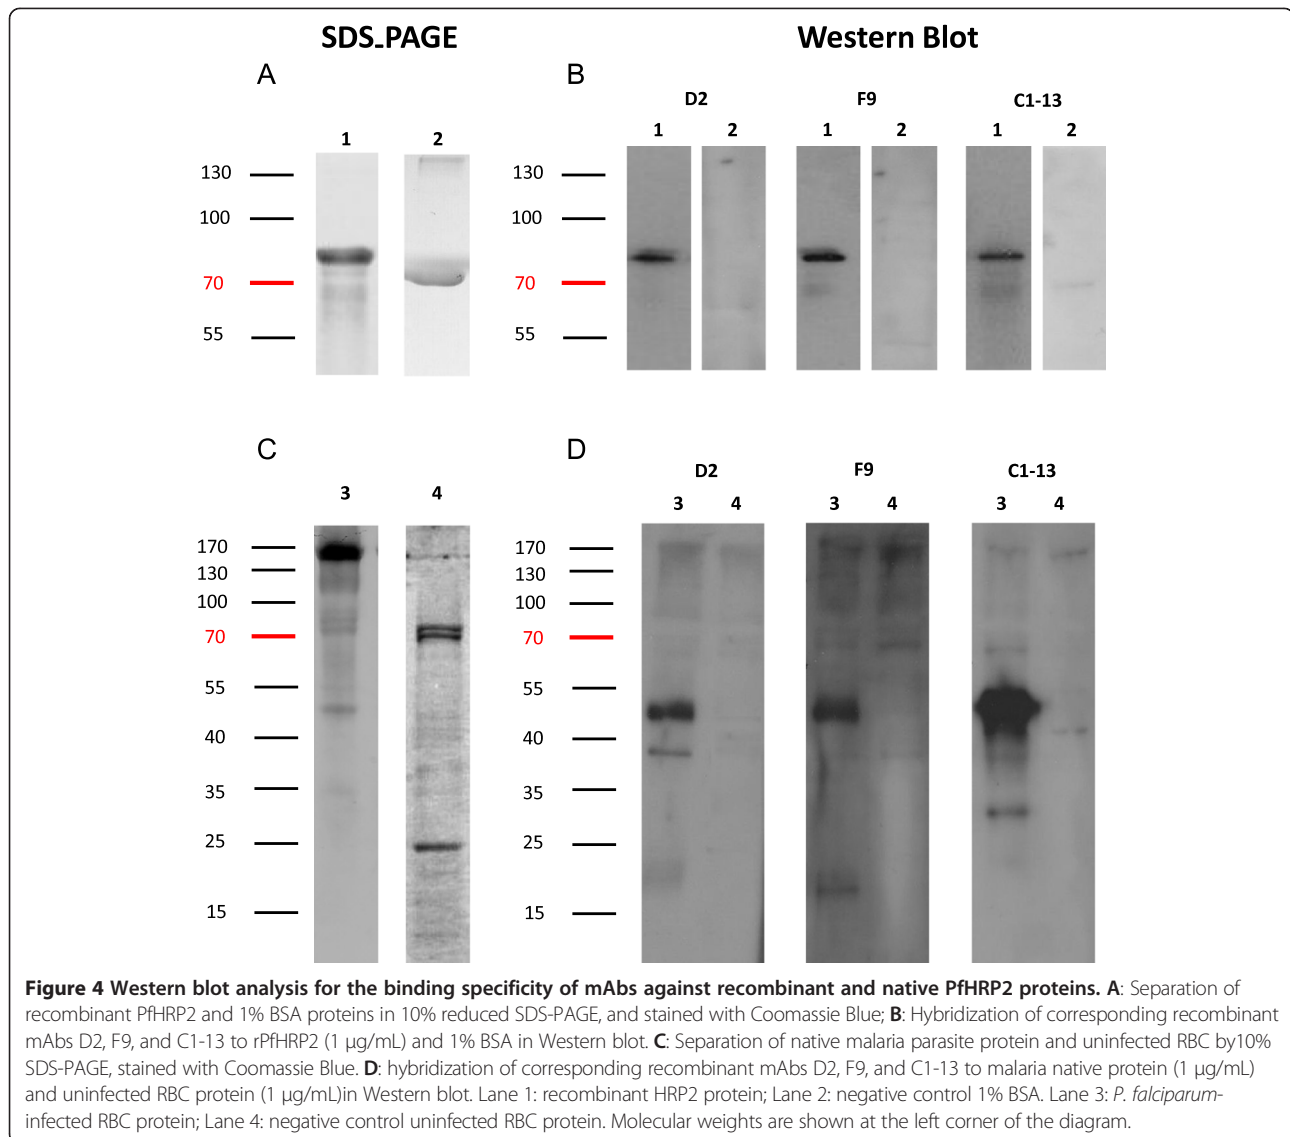 SDS_PAGE
Western Blot
A
B
D2
F9
C1-13
1
2
1
2
1
2
1
2
130
100
70
55
130
100
70
55
C
D
D2
F9
C1-13
3
4
3
4
3
4
3
4
170
130
100
70
55
40
35
25
15
170
130
100
70
55
40
35
25
15
Figure 4 Western blot analysis for the binding specificity of mAbs against recombinant and native PfHRP2 proteins. A: Separation of
recombinant PfHRP2 and 1% BSA proteins in 10% reduced SDS-PAGE, and stained with Coomassie Blue; B: Hybridization of corresponding recombinant
mAbs D2, F9, and C1-13 to rPfHRP2 (1 μg/mL) and 1% BSA in Western blot. C: Separation of native malaria parasite protein and uninfected RBC by10%
SDS-PAGE, stained with Coomassie Blue. D: hybridization of corresponding recombinant mAbs D2, F9, and C1-13 to malaria native protein (1 μg/mL)
and uninfected RBC protein (1 μg/mL)in Western blot. Lane 1: recombinant HRP2 protein; Lane 2: negative control 1% BSA. Lane 3: P. falciparum-
infected RBC protein; Lane 4: negative control uninfected RBC protein. Molecular weights are shown at the left corner of the diagram.